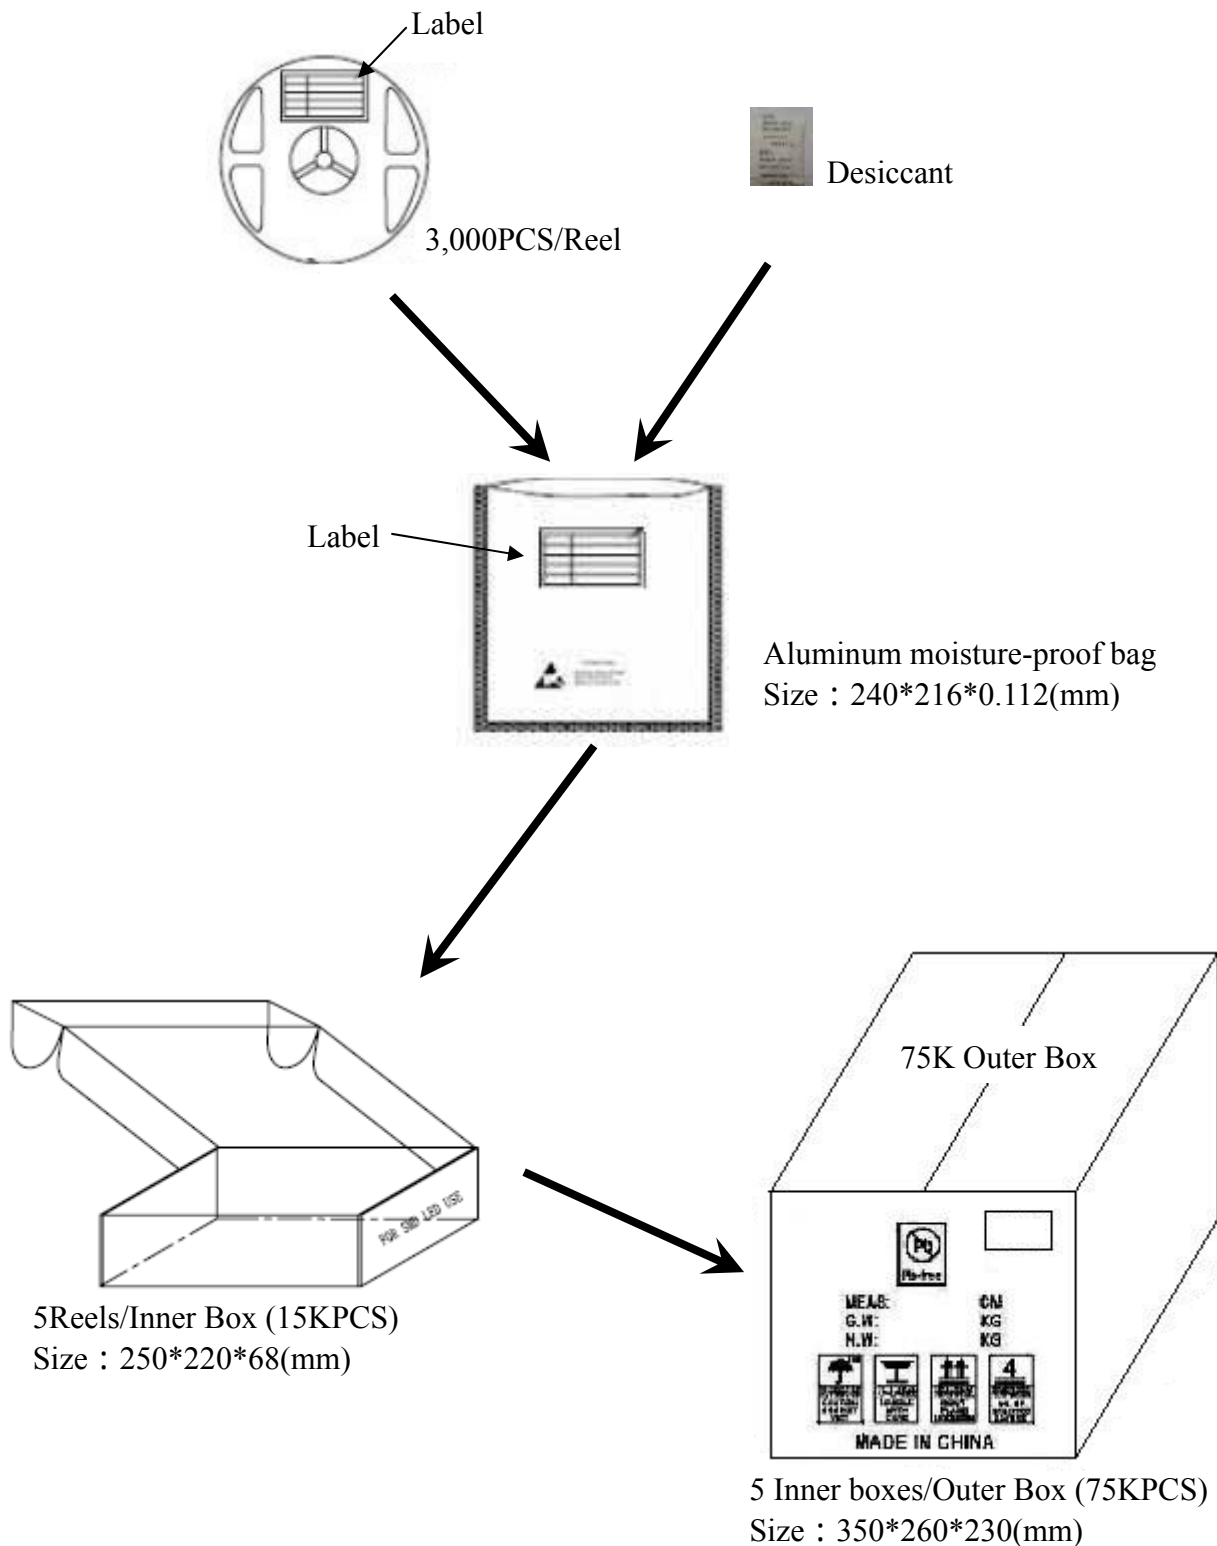 Label
Desiccant
3,000PCS/Reel
Label
Aluminum moisture-proof bag
Size：240*216*0.112(mm)
75K Outer Box
FOR SMD LED USE
Pb
Pb-free
MEAS: CM
G.W: KG
N.W: KG
4
MADE IN CHINA
5Reels/Inner Box (15KPCS)
Size：250*220*68(mm)
5 Inner boxes/Outer Box (75KPCS)
Size：350*260*230(mm)